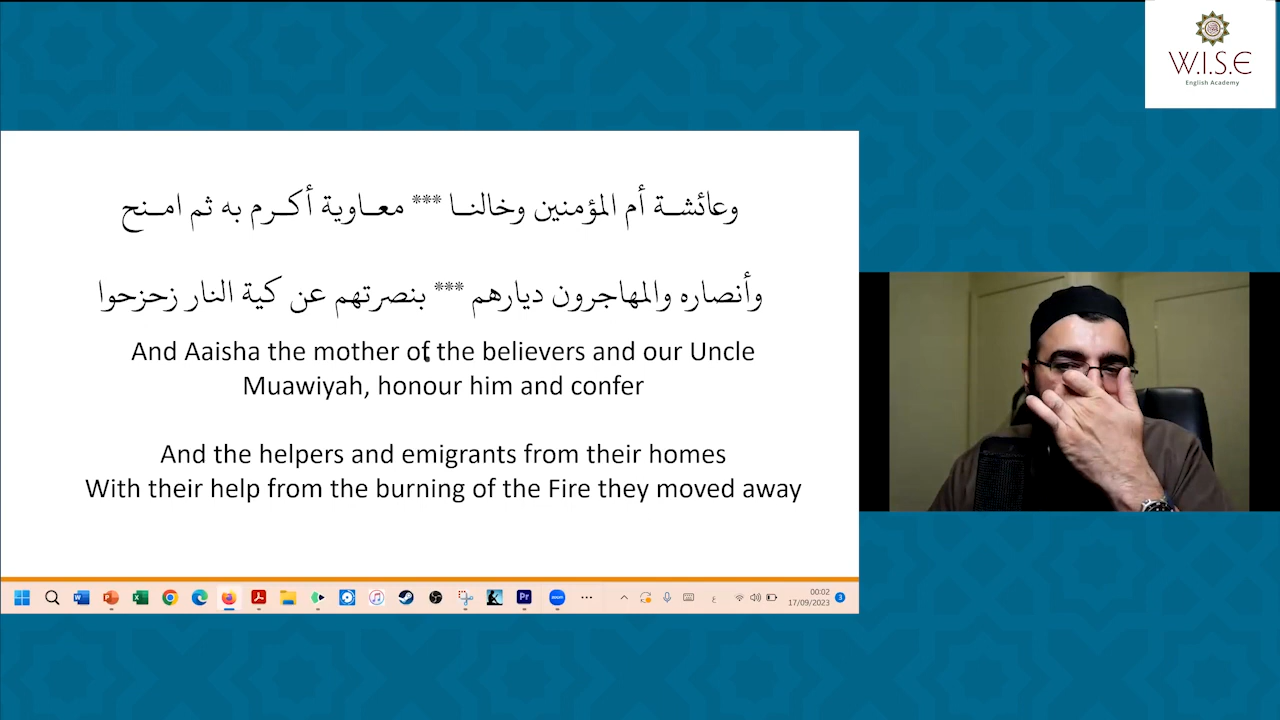 W.I.S.E
English Academy
وعائشة أم المؤمنين وخالنا *** معاوية أكرم به ثم امنح
وأنصاره والمهاجرون ديارهم *** بنصرتهم عن كية النار زحزحوا
And Aaisha the mother of the believers and our Uncle
Muawiyah, honour him and confer
And the helpers and emigrants from their homes
With their help from the burning of the Fire they moved away
00:02
17/09/2023